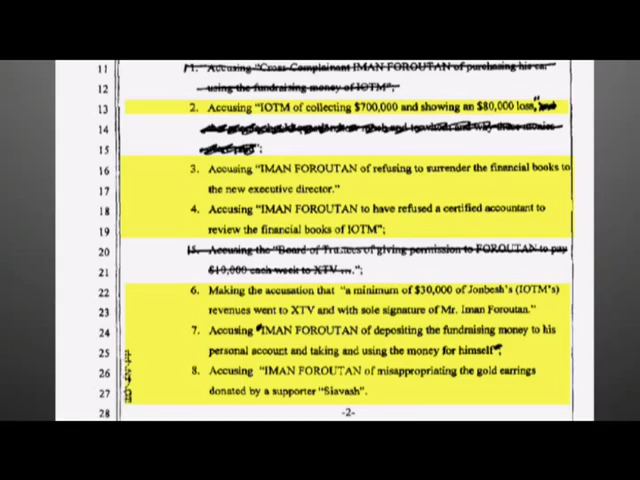 11 1. Accusing "Cross-Complainant IMAN FOROUTAN of purchasing his car
12 using the fundraising money of IOTM";
13 2. Accusing "IOTM of collecting $700,000 and showing an $80,000 loss,"
14
15 ";
16 3. Accusing "IMAN FOROUTAN of refusing to surrender the financial books to
17 the new executive director."
18 4. Accusing "IMAN FOROUTAN to have refused a certified accountant to
19 review the financial books of IOTM";
20 5. Accusing the "Board of Trustees of giving permission to FOROUTAN to pay
21 $10,000 each week to XTV ...";
22 6. Making the accusation that "a minimum of $30,000 of Jonbesh's (IOTM's)
23 revenues went to XTV and with sole signature of Mr. Iman Foroutan."
24 7. Accusing "IMAN FOROUTAN of depositing the fundraising money to his
25 personal account and taking and using the money for himself";
26 8. Accusing "IMAN FOROUTAN of misappropriating the gold earrings
27 donated by a supporter "Siavash".
28 -2-